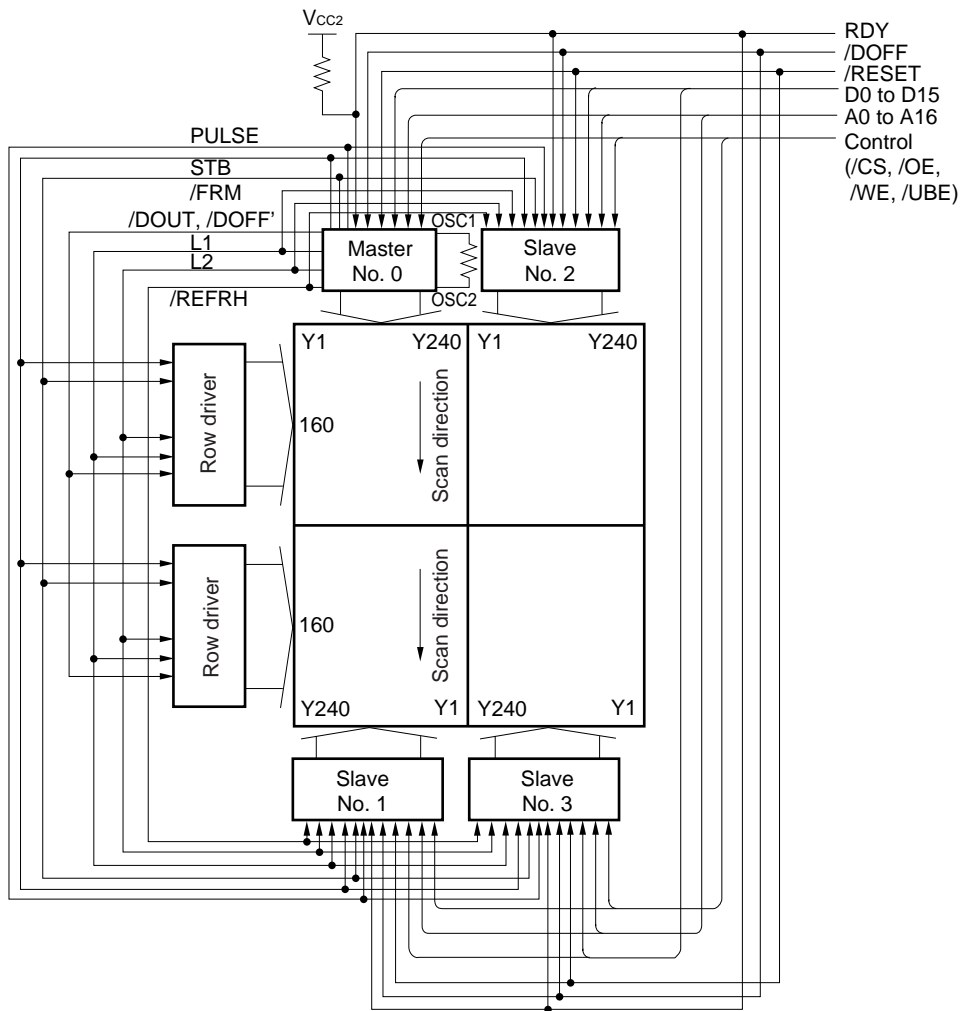 VCC2
RDY
/DOFF
/RESET
D0 to D15
A0 to A16
Control
(/CS, /OE,
/WE, /UBE)
PULSE
STB
/FRM
/DOUT, /DOFF’
L1
L2
/REFRH
OSC1
OSC2
Master
No. 0
Slave
No. 2
Y1
Y240
Y1
Y240
Row driver
160
Scan direction
Row driver
160
Scan direction
Y240
Y1
Y240
Y1
Slave
No. 1
Slave
No. 3